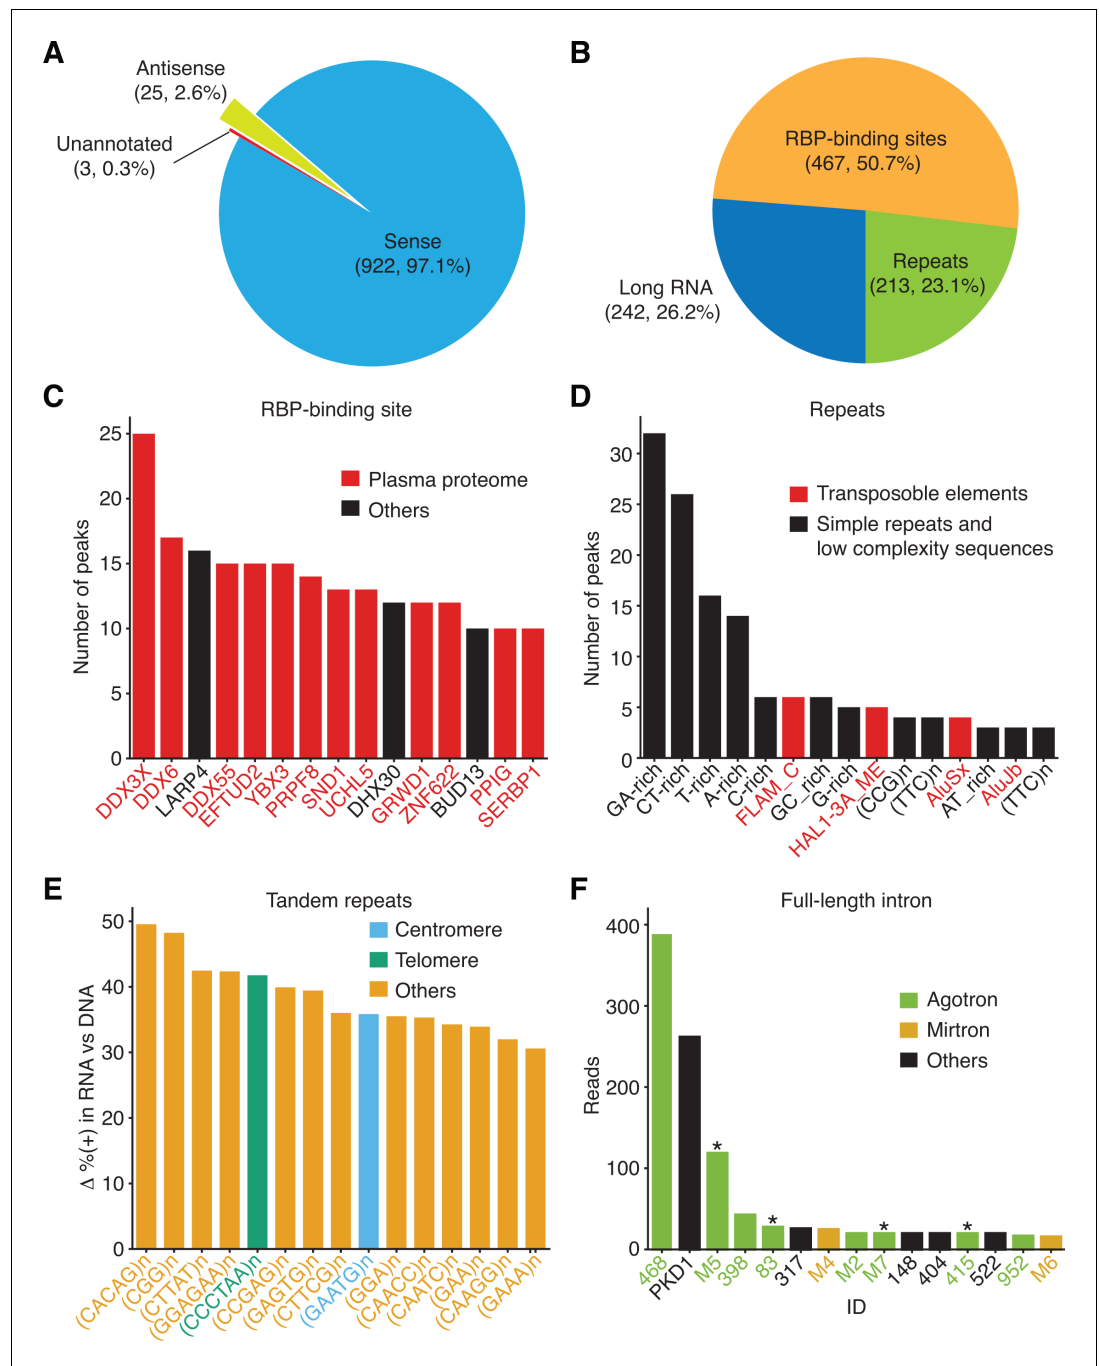 A
Antisense
(25, 2.6%)
Unannotated
(3, 0.3%)
Sense
(922, 97.1%)
B
RBP-binding sites
(467, 50.7%)
Repeats
(213, 23.1%)
Long RNA
(242, 26.2%)
C
RBP-binding site
Number of peaks
25
20
15
10
5
0
Plasma proteome
Others
DDX3X
DDX6
LARP4
DDX55
EFTUD2
YBX3
PRPF8
SND1
UCHL5
DHX30
GRWD1
ZNF622
BUD13
PPIG
SERBP1
D
Repeats
Number of peaks
30
25
20
15
10
5
0
Transposoble elements
Simple repeats and
low complexity sequences
GA-rich
CT-rich
T-rich
A-rich
C-rich
FLAM_C
GC_rich
G-rich
HAL1-3A_ME
(CCG)n
(TTC)n
AluSx
AT_rich
AluJb
(TTC)n
E
Tandem repeats
Δ %(+) in RNA vs DNA
50
40
30
20
10
0
Centromere
Telomere
Others
(CACAG)n
(CGG)n
(CTTAT)n
(GGAGAA)n
(CCCTAA)n
(CCGAG)n
(GAGTG)n
(CTTCG)n
(GAATG)n
(GGA)n
(CAACC)n
(CAATC)n
(GAA)n
(CAAGG)n
(GAAA)n
F
Full-length intron
Reads
400
300
200
100
0
Agotron
Mirtron
Others
*
*
*
*
468
PKD1
M5
398
83
317
M4
M2
M7
148
404
415
522
952
M6
ID